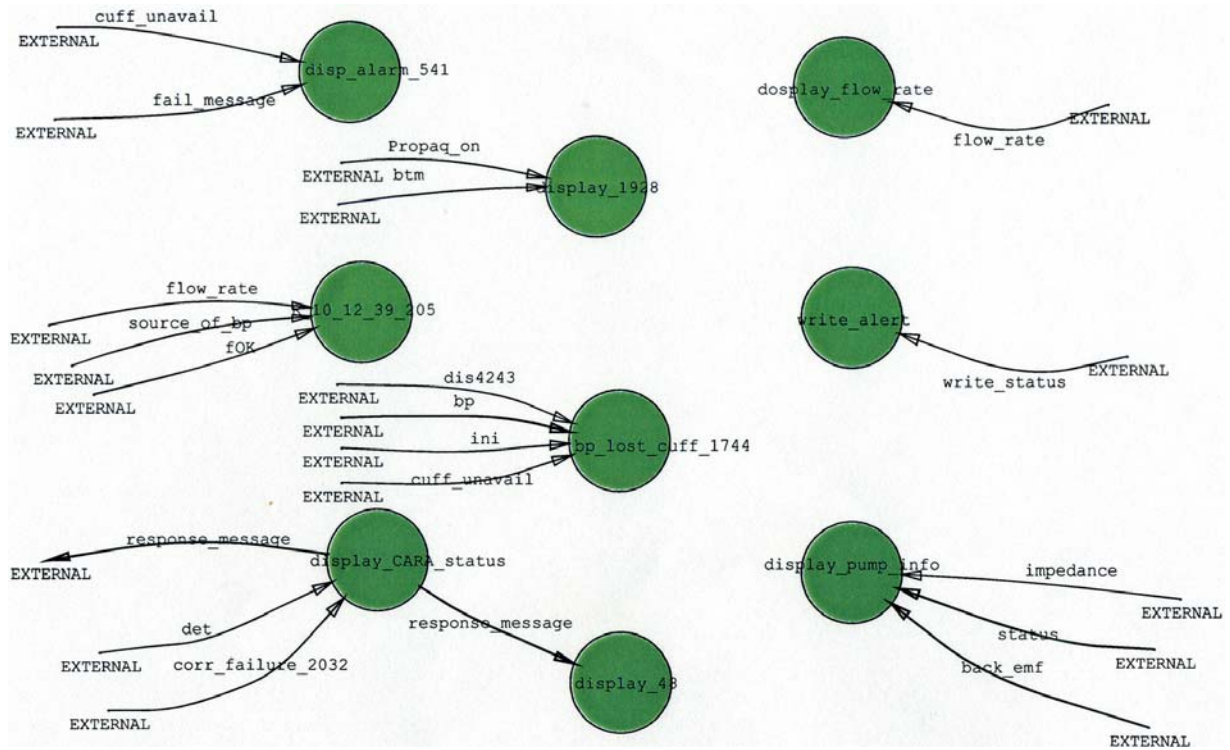 cuff_unavail
EXTERNAL
disp_alarm_541
fail_message
EXTERNAL
dosplay_flow_rate
EXTERNAL
flow_rate
Propaq_on
EXTERNAL
btm
display_1928
EXTERNAL
flow_rate
EXTERNAL
source_of_bp
EXTERNAL
fOK
EXTERNAL
10_12_39_205
write_alert
EXTERNAL
write_status
dis4243
EXTERNAL
bp
EXTERNAL
ini
EXTERNAL
cuff_unavail
EXTERNAL
bp_lost_cuff_1744
response_message
EXTERNAL
display_CARA_status
det
EXTERNAL
corr_failure_2032
EXTERNAL
response_message
display_48
display_pump_info
impedance
EXTERNAL
status
EXTERNAL
back_emf
EXTERNAL